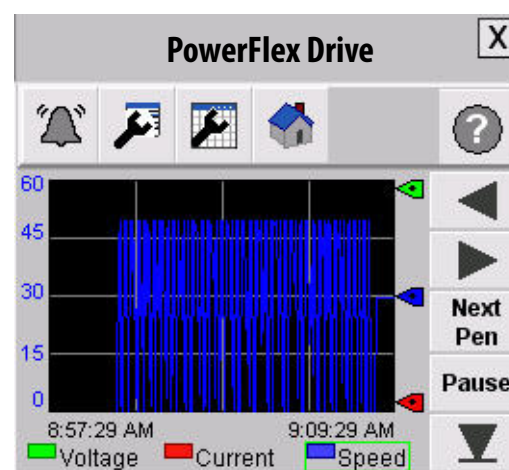 PowerFlex Drive X
?
60
45
30
15
0
Next
Pen
Pause
8:57:29 AM 9:09:29 AM
Voltage Current Speed